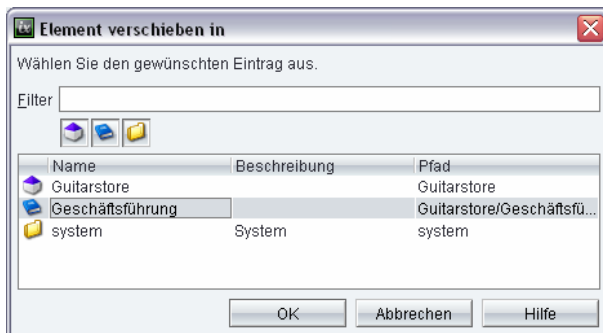 Element verschieben in
Wählen Sie den gewünschten Eintrag aus.
Filter
Name Beschreibung Pfad
Guitarstore Guitarstore
Geschäftsführung Guitarstore/Geschäftsfü...
system System system
OK Abbrechen Hilfe